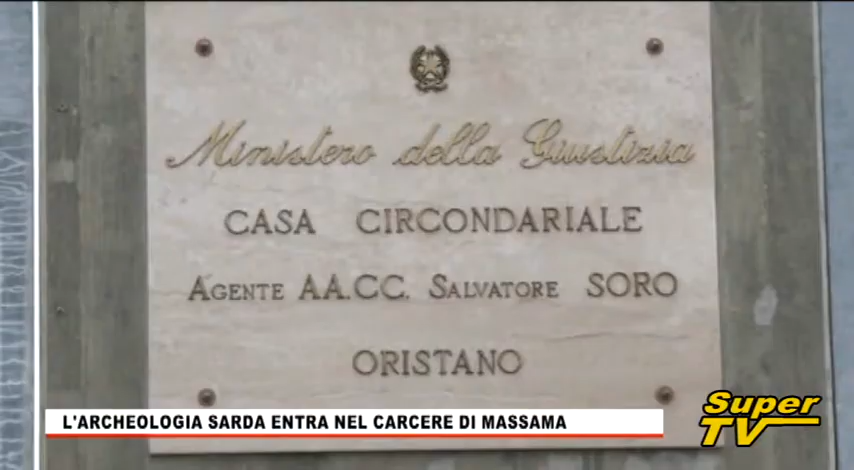 Ministero della Giustizia
CASA CIRCONDARIALE
AGENTE AA.CC. SALVATORE SORO
ORISTANO
L'ARCHEOLOGIA SARDA ENTRA NEL CARCERE DI MASSAMA
Super
TV